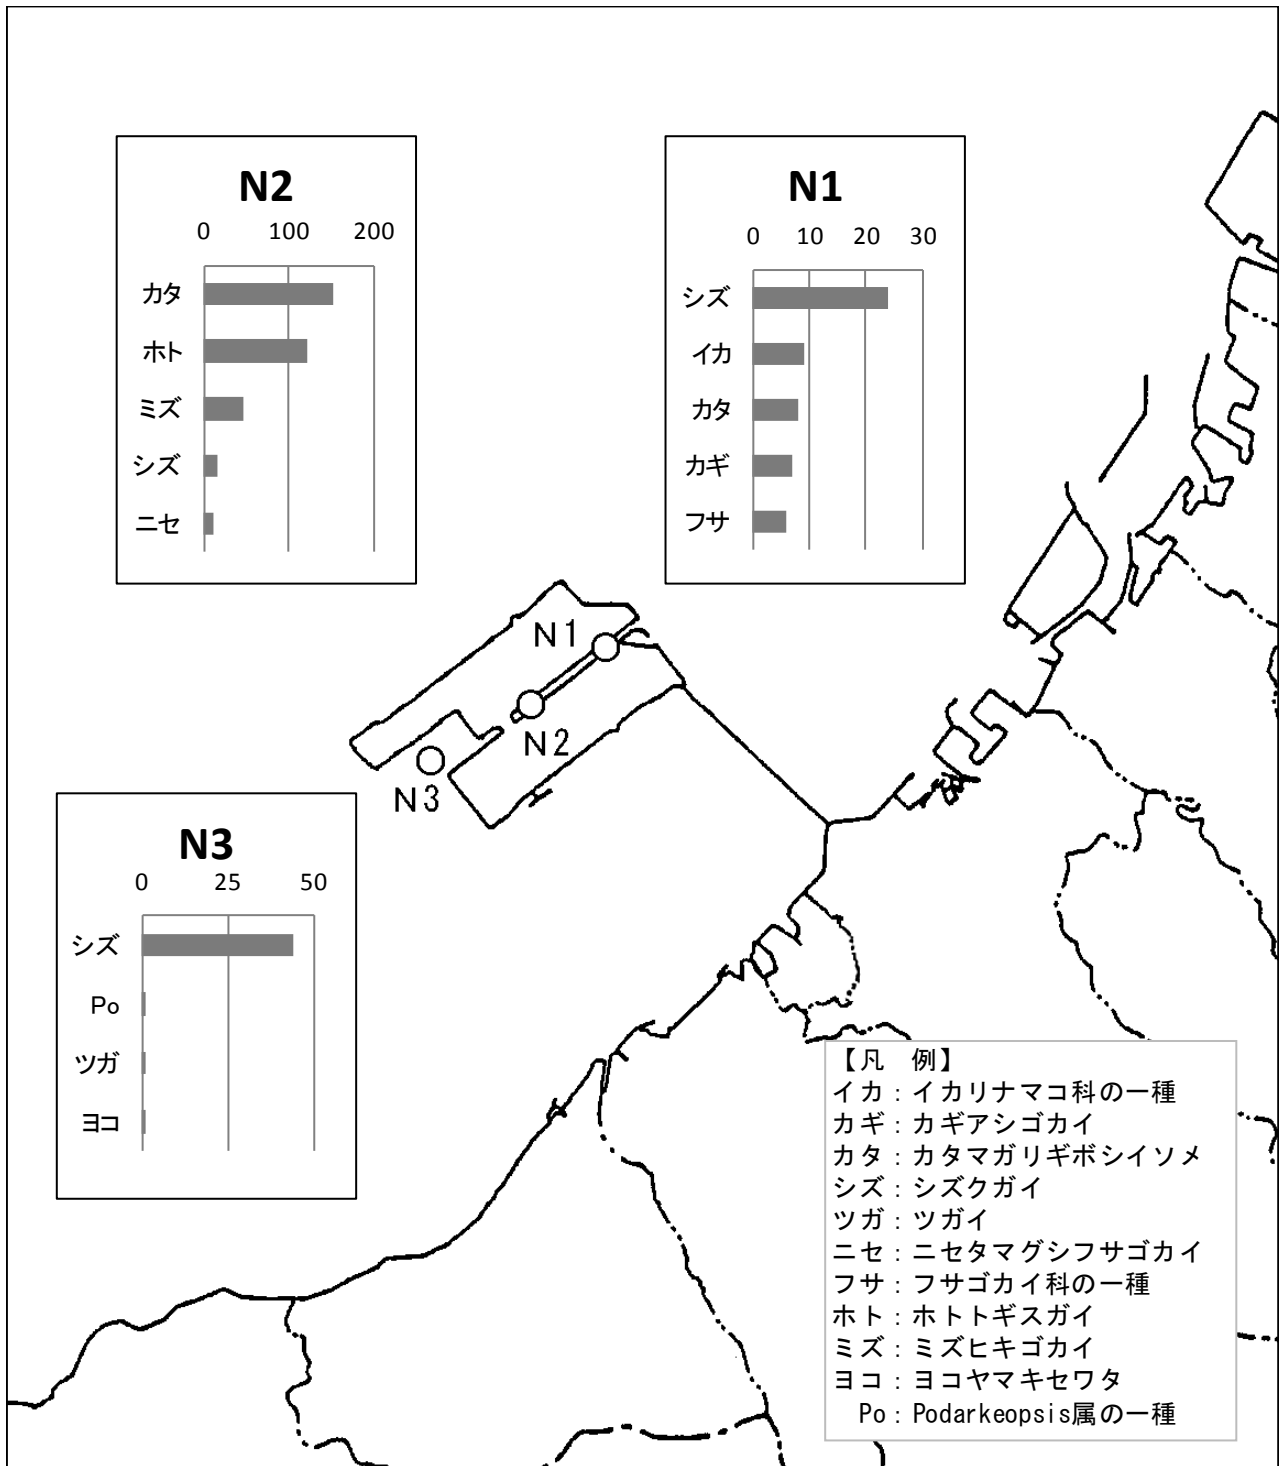 N2
0 100 200
カタ
ホト
ミズ
シズ
ニセ
N1
0 10 20 30
シズ
イカ
カタ
カギ
フサ
N1
N2
N3
N3
0 25 50
シズ
Po
ツガ
ヨコ
【凡 例】
イカ：イカリナマコ科の一種
カギ：カギアシゴカイ
カタ：カタマガリギボシイソメ
シズ：シズクガイ
ツガ：ツガイ
ニセ：ニセタマグシフサゴカイ
フサ：フサゴカイ科の一種
ホト：ホトトギスガイ
ミズ：ミズヒキゴカイ
ヨコ：ヨコヤマキセワタ
Po：Podarkeopsis属の一種